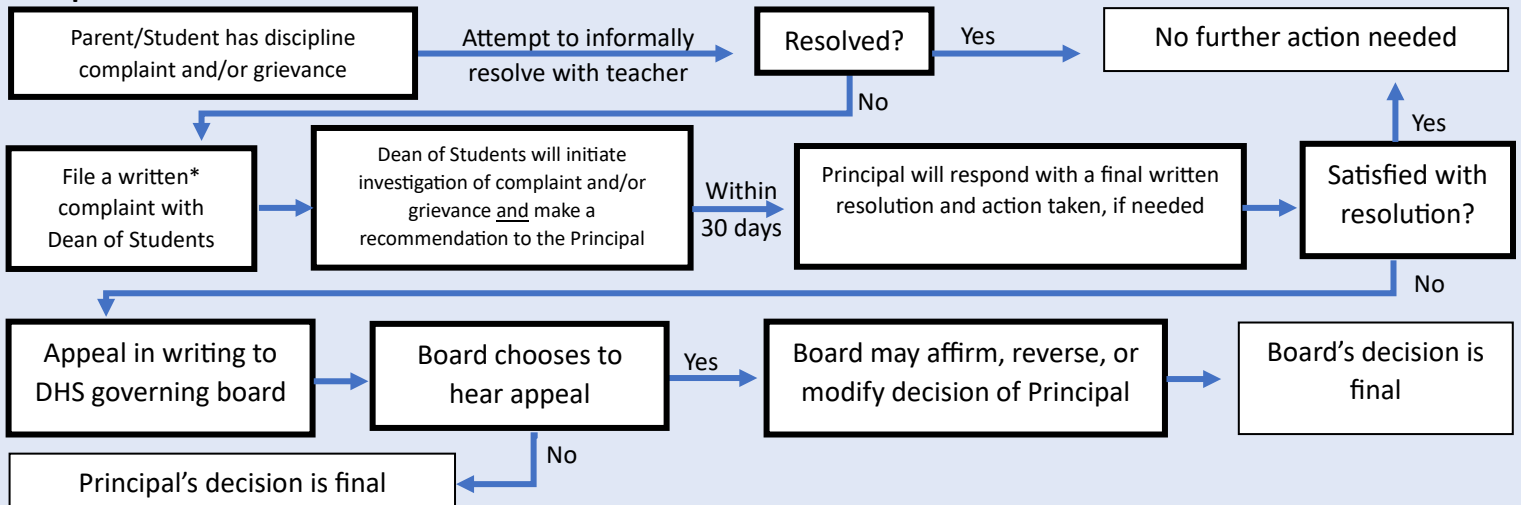 Parent/Student has discipline
complaint and/or grievance
Attempt to informally
resolve with teacher
Resolved?
Yes
No further action needed
No
Yes
File a written*
complaint with
Dean of Students
Dean of Students will initiate
investigation of complaint and/or
grievance and make a
recommendation to the Principal
Within
30 days
Principal will respond with a final written
resolution and action taken, if needed
Satisfied with
resolution?
No
Appeal in writing to
DHS governing board
Board chooses to
hear appeal
Yes
Board may affirm, reverse, or
modify decision of Principal
Board’s decision is
final
No
Principal’s decision is final